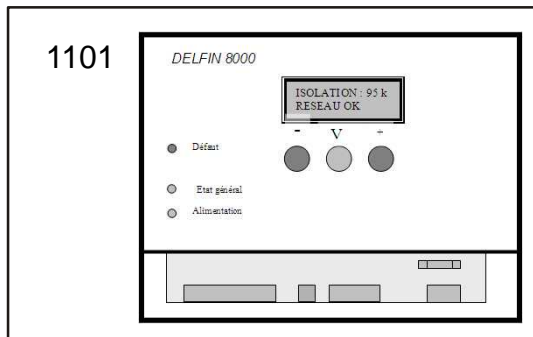 1101
DELFIN 8000
ISOLATION : 95 k
RESEAU OK
- V +
Défaut
Etat général
Alimentation